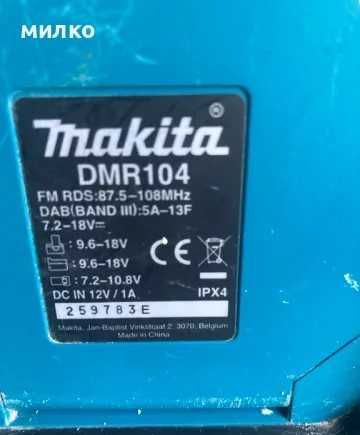 МИЛКО
makita®
DMR104
FM RDS:87.5–108MHz
DAB(BAND III):5A–13F
7.2–18V⎓
:9.6–18V
:9.6–18V
:7.2–10.8V
DC IN 12V / 1A
CE
IPX4
259783E
Makita, Jan-Baptist Vinkstraat 2, 3070, Belgium
Made in China